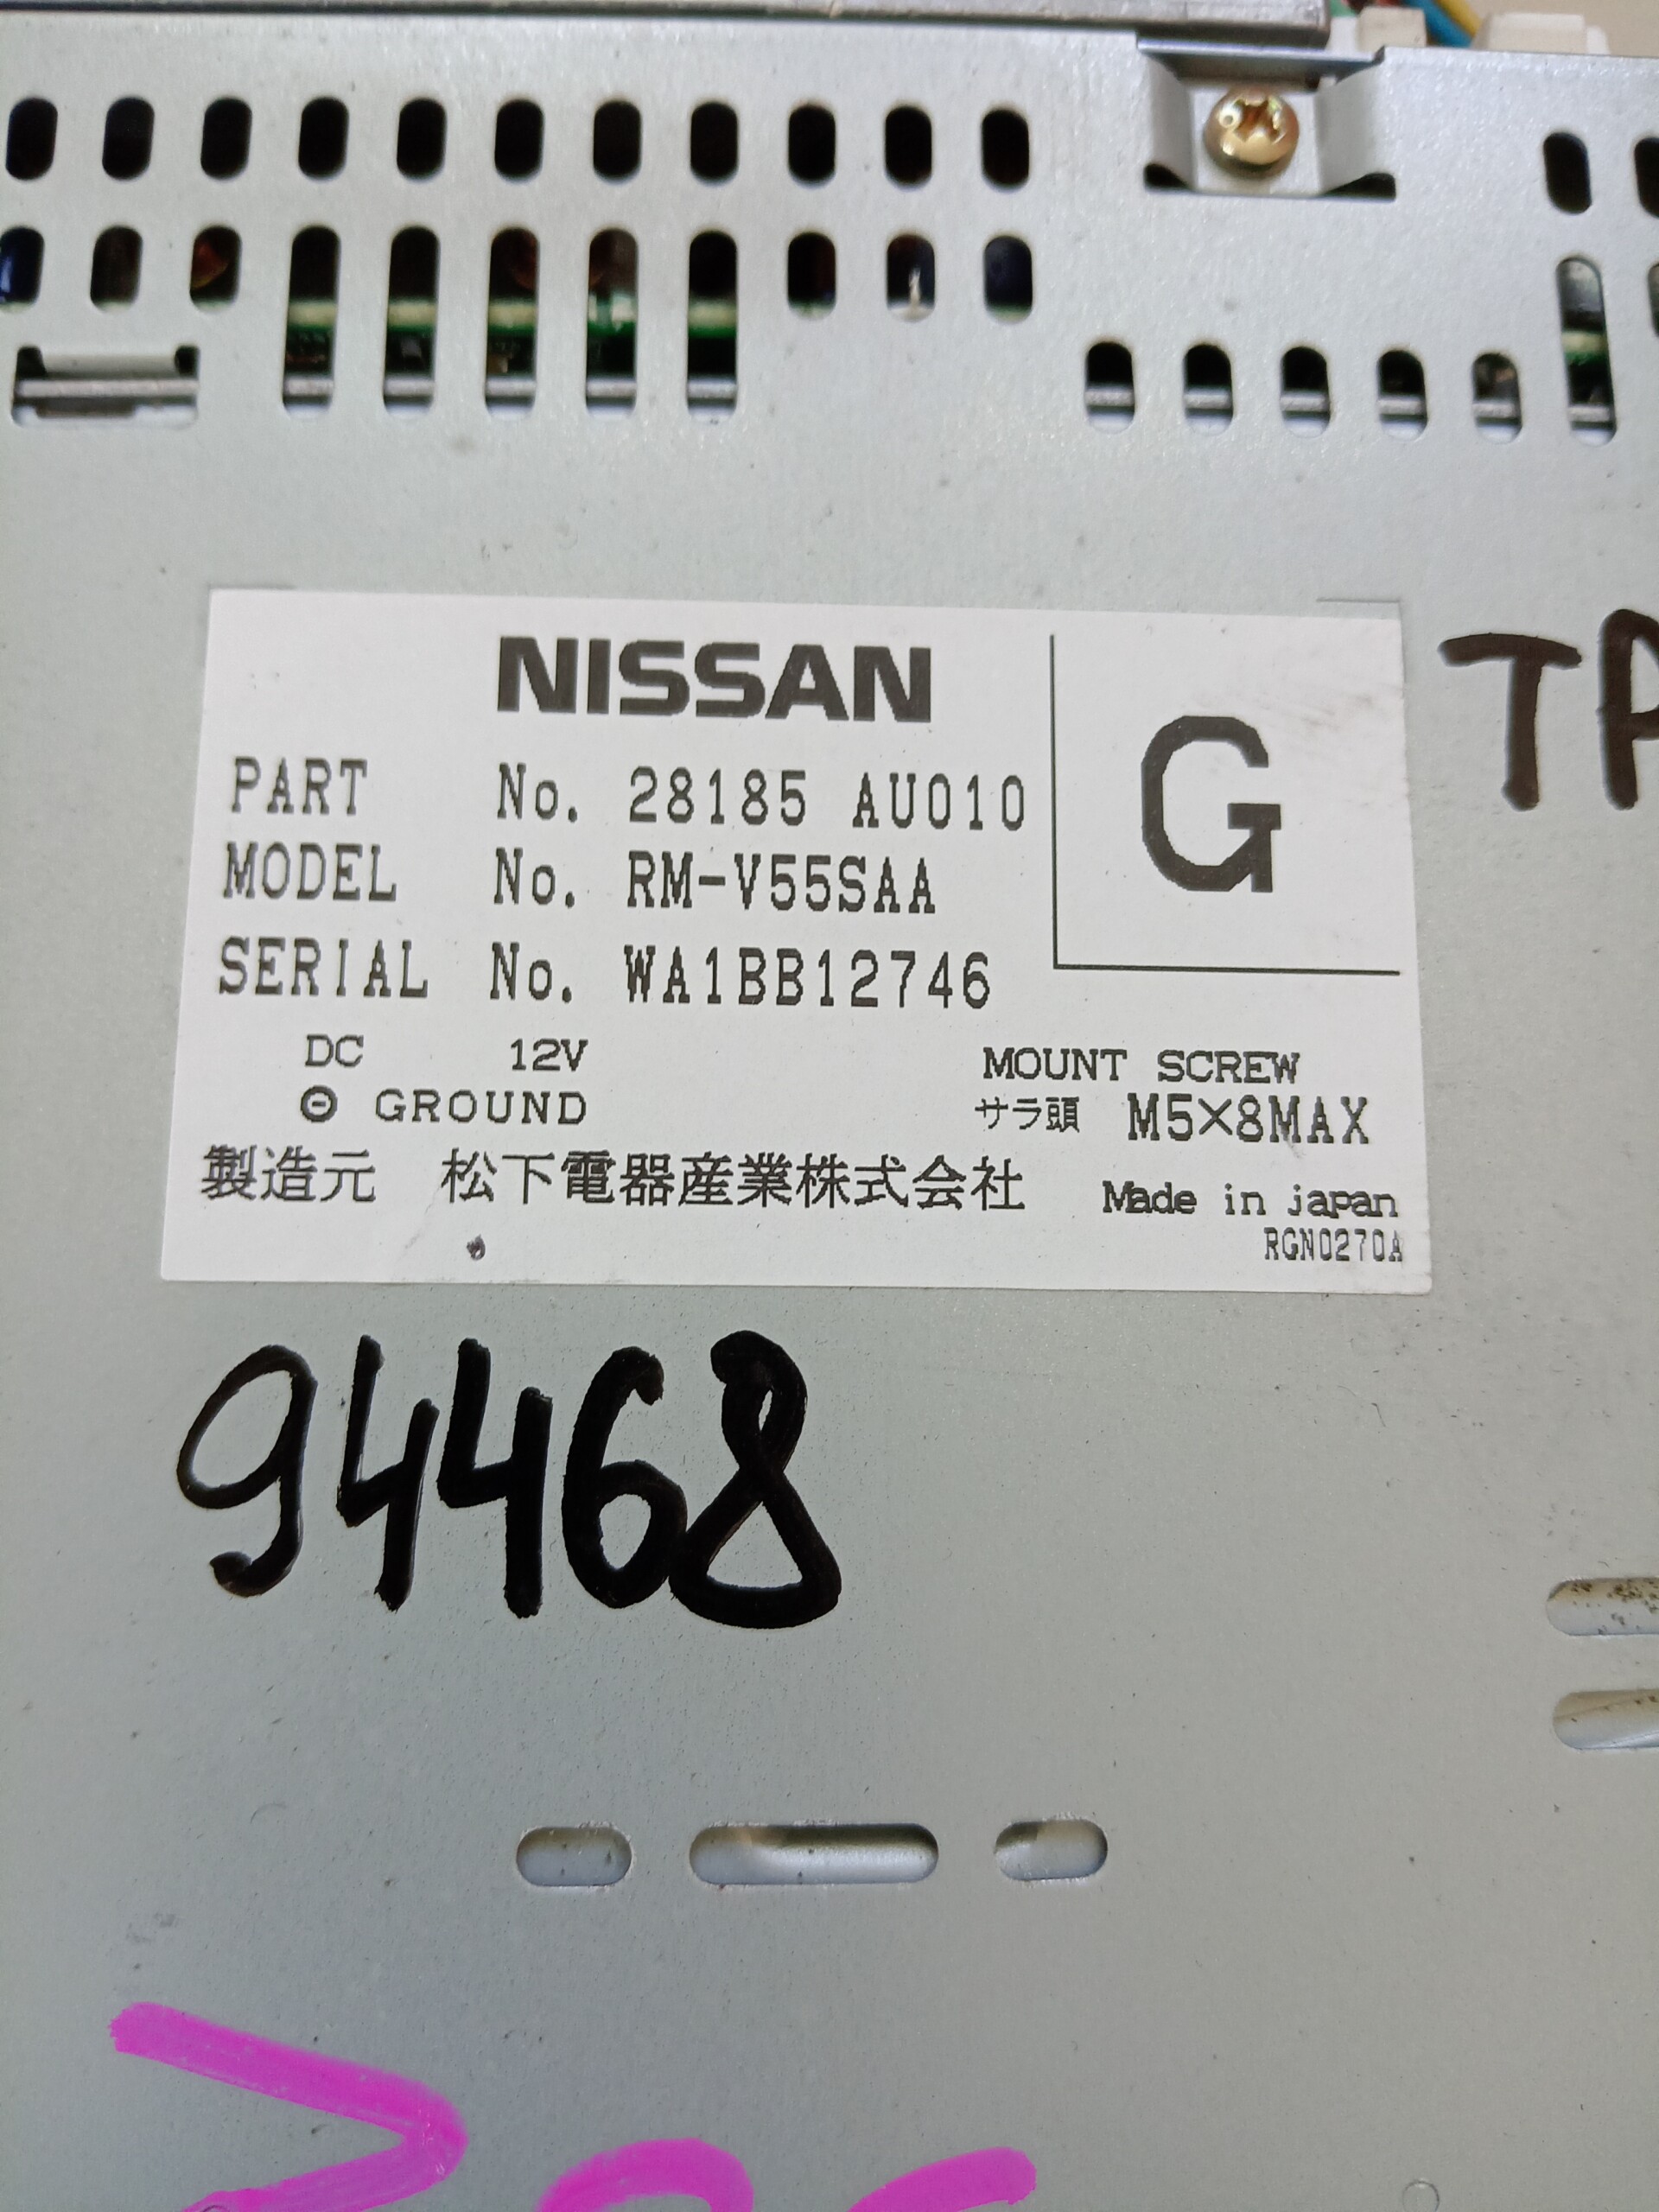 NISSAN
G
PART No. 28185 AU010
MODEL No. RM-V55SAA
SERIAL No. WA1BB12746
DC 12V
⊖ GROUND
MOUNT SCREW
サラ頭 M5×8MAX
製造元 松下電器産業株式会社
Made in japan
RGN0270A
94468